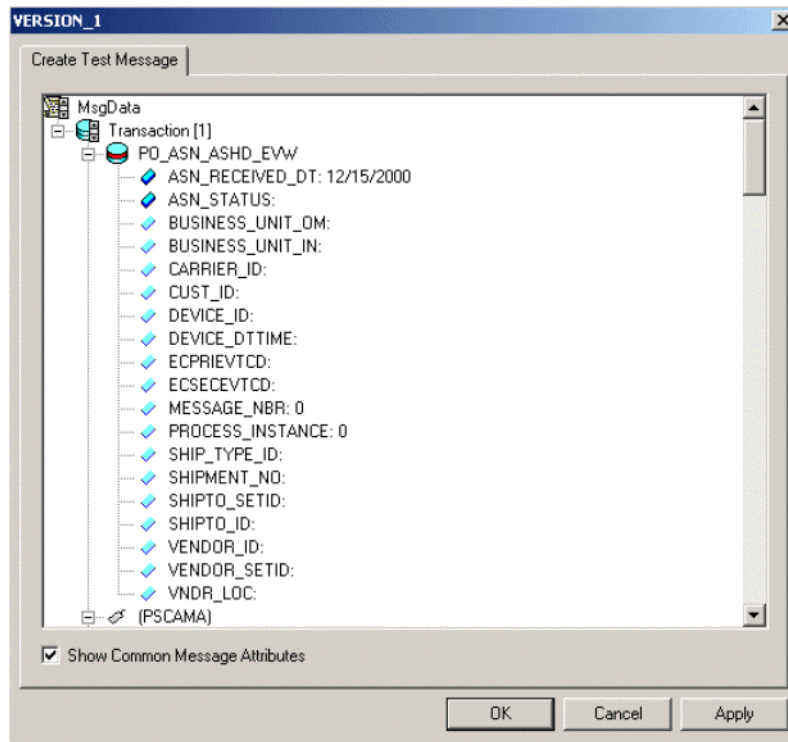 VERSION_1
Create Test Message
MsgData
Transaction [1]
PO_ASN_ASHD_EVW
ASN_RECEIVED_DT: 12/15/2000
ASN_STATUS:
BUSINESS_UNIT_OM:
BUSINESS_UNIT_IN:
CARRIER_ID:
CUST_ID:
DEVICE_ID:
DEVICE_DTTIME:
ECPRIEVTCD:
ECSECEVTCD:
MESSAGE_NBR: 0
PROCESS_INSTANCE: 0
SHIP_TYPE_ID:
SHIPMENT_NO:
SHIPTO_SETID:
SHIPTO_ID:
VENDOR_ID:
VENDOR_SETID:
VNDR_LOC:
(PSCAMA)
Show Common Message Attributes
OK Cancel Apply